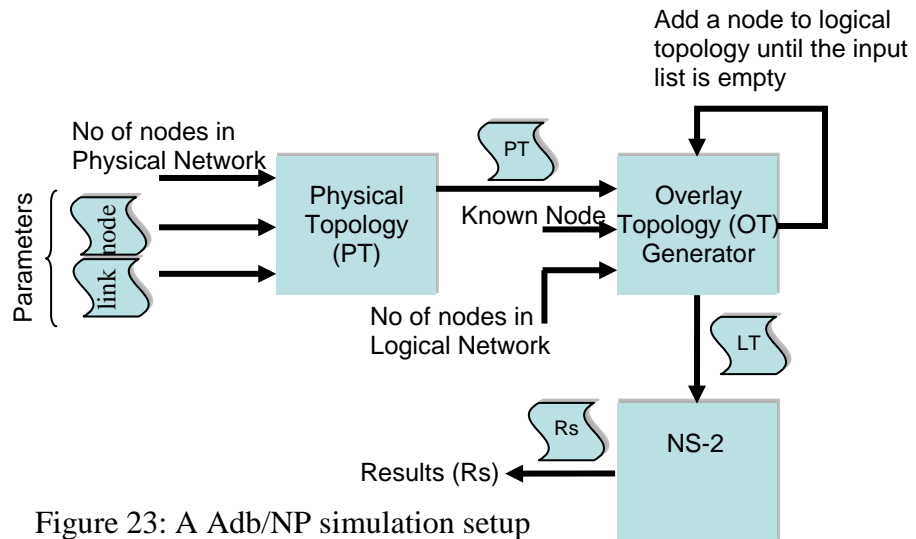 Add a node to logical
topology until the input
list is empty
No of nodes in
Physical Network
PT
Parameters
node
link
Physical
Topology
(PT)
Known Node
Overlay
Topology (OT)
Generator
No of nodes in
Logical Network
LT
Rs
NS-2
Results (Rs)
Figure 23: A Adb/NP simulation setup